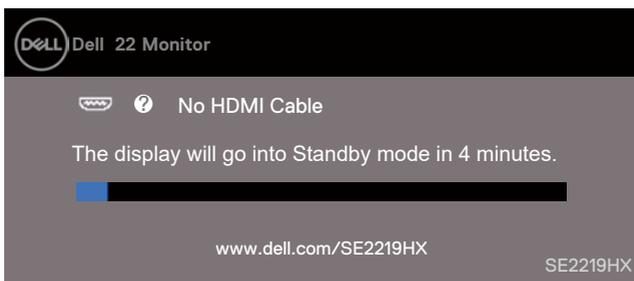 DELL Dell 22 Monitor
? No HDMI Cable
The display will go into Standby mode in 4 minutes.
www.dell.com/SE2219HX
SE2219HX